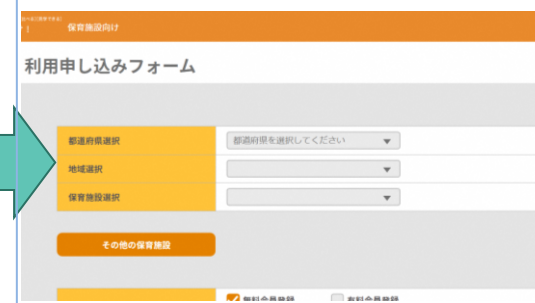 保育施設向け
利用申し込みフォーム
都道府県選択
都道府県を選択してください
地域選択
保育施設選択
その他の保育施設
無料会員登録 有料会員登録